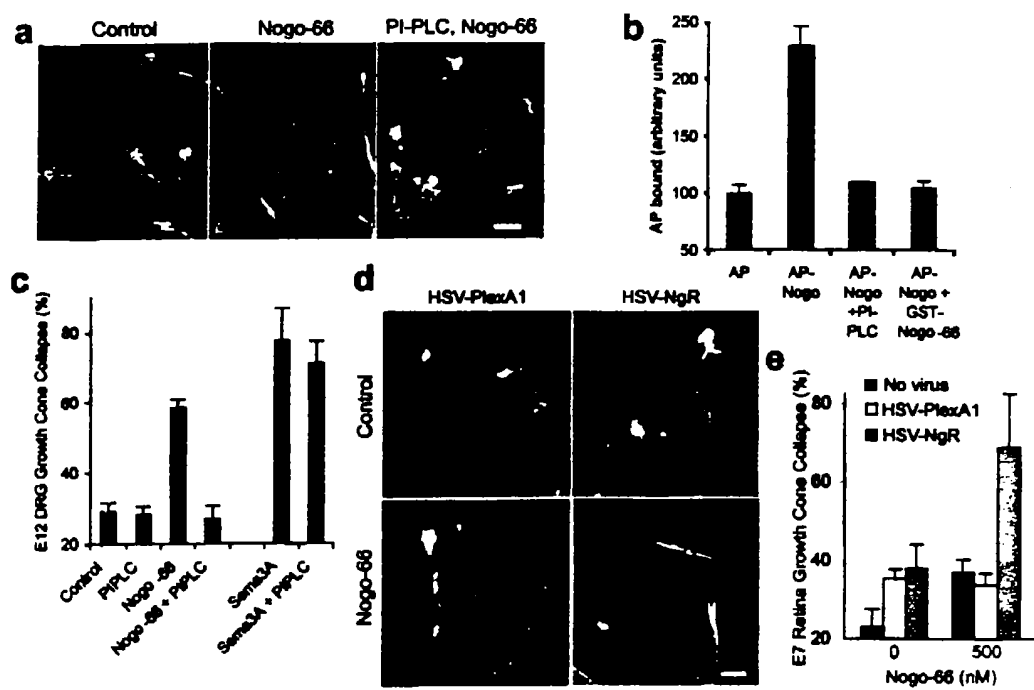 a
Control
Nogo-66
PI-PLC, Nogo-66
b
AP bound (arbitrary units)
250
200
150
100
50
AP
AP-
Nogo
AP-
Nogo
+PI-
PLC
AP-
Nogo +
GST-
Nogo-66
c
E12 DRG Growth Cone Collapse (%)
80
60
40
20
Control
PIPLC
Nogo-66
Nogo-66 + PIPLC
Sema3A
Sema3A + PIPLC
d
HSV-PlexA1
HSV-NgR
Control
Nogo-66
e
E7 Retina Growth Cone Collapse (%)
80
60
40
20
No virus
HSV-PlexA1
HSV-NgR
0
500
Nogo-66 (nM)